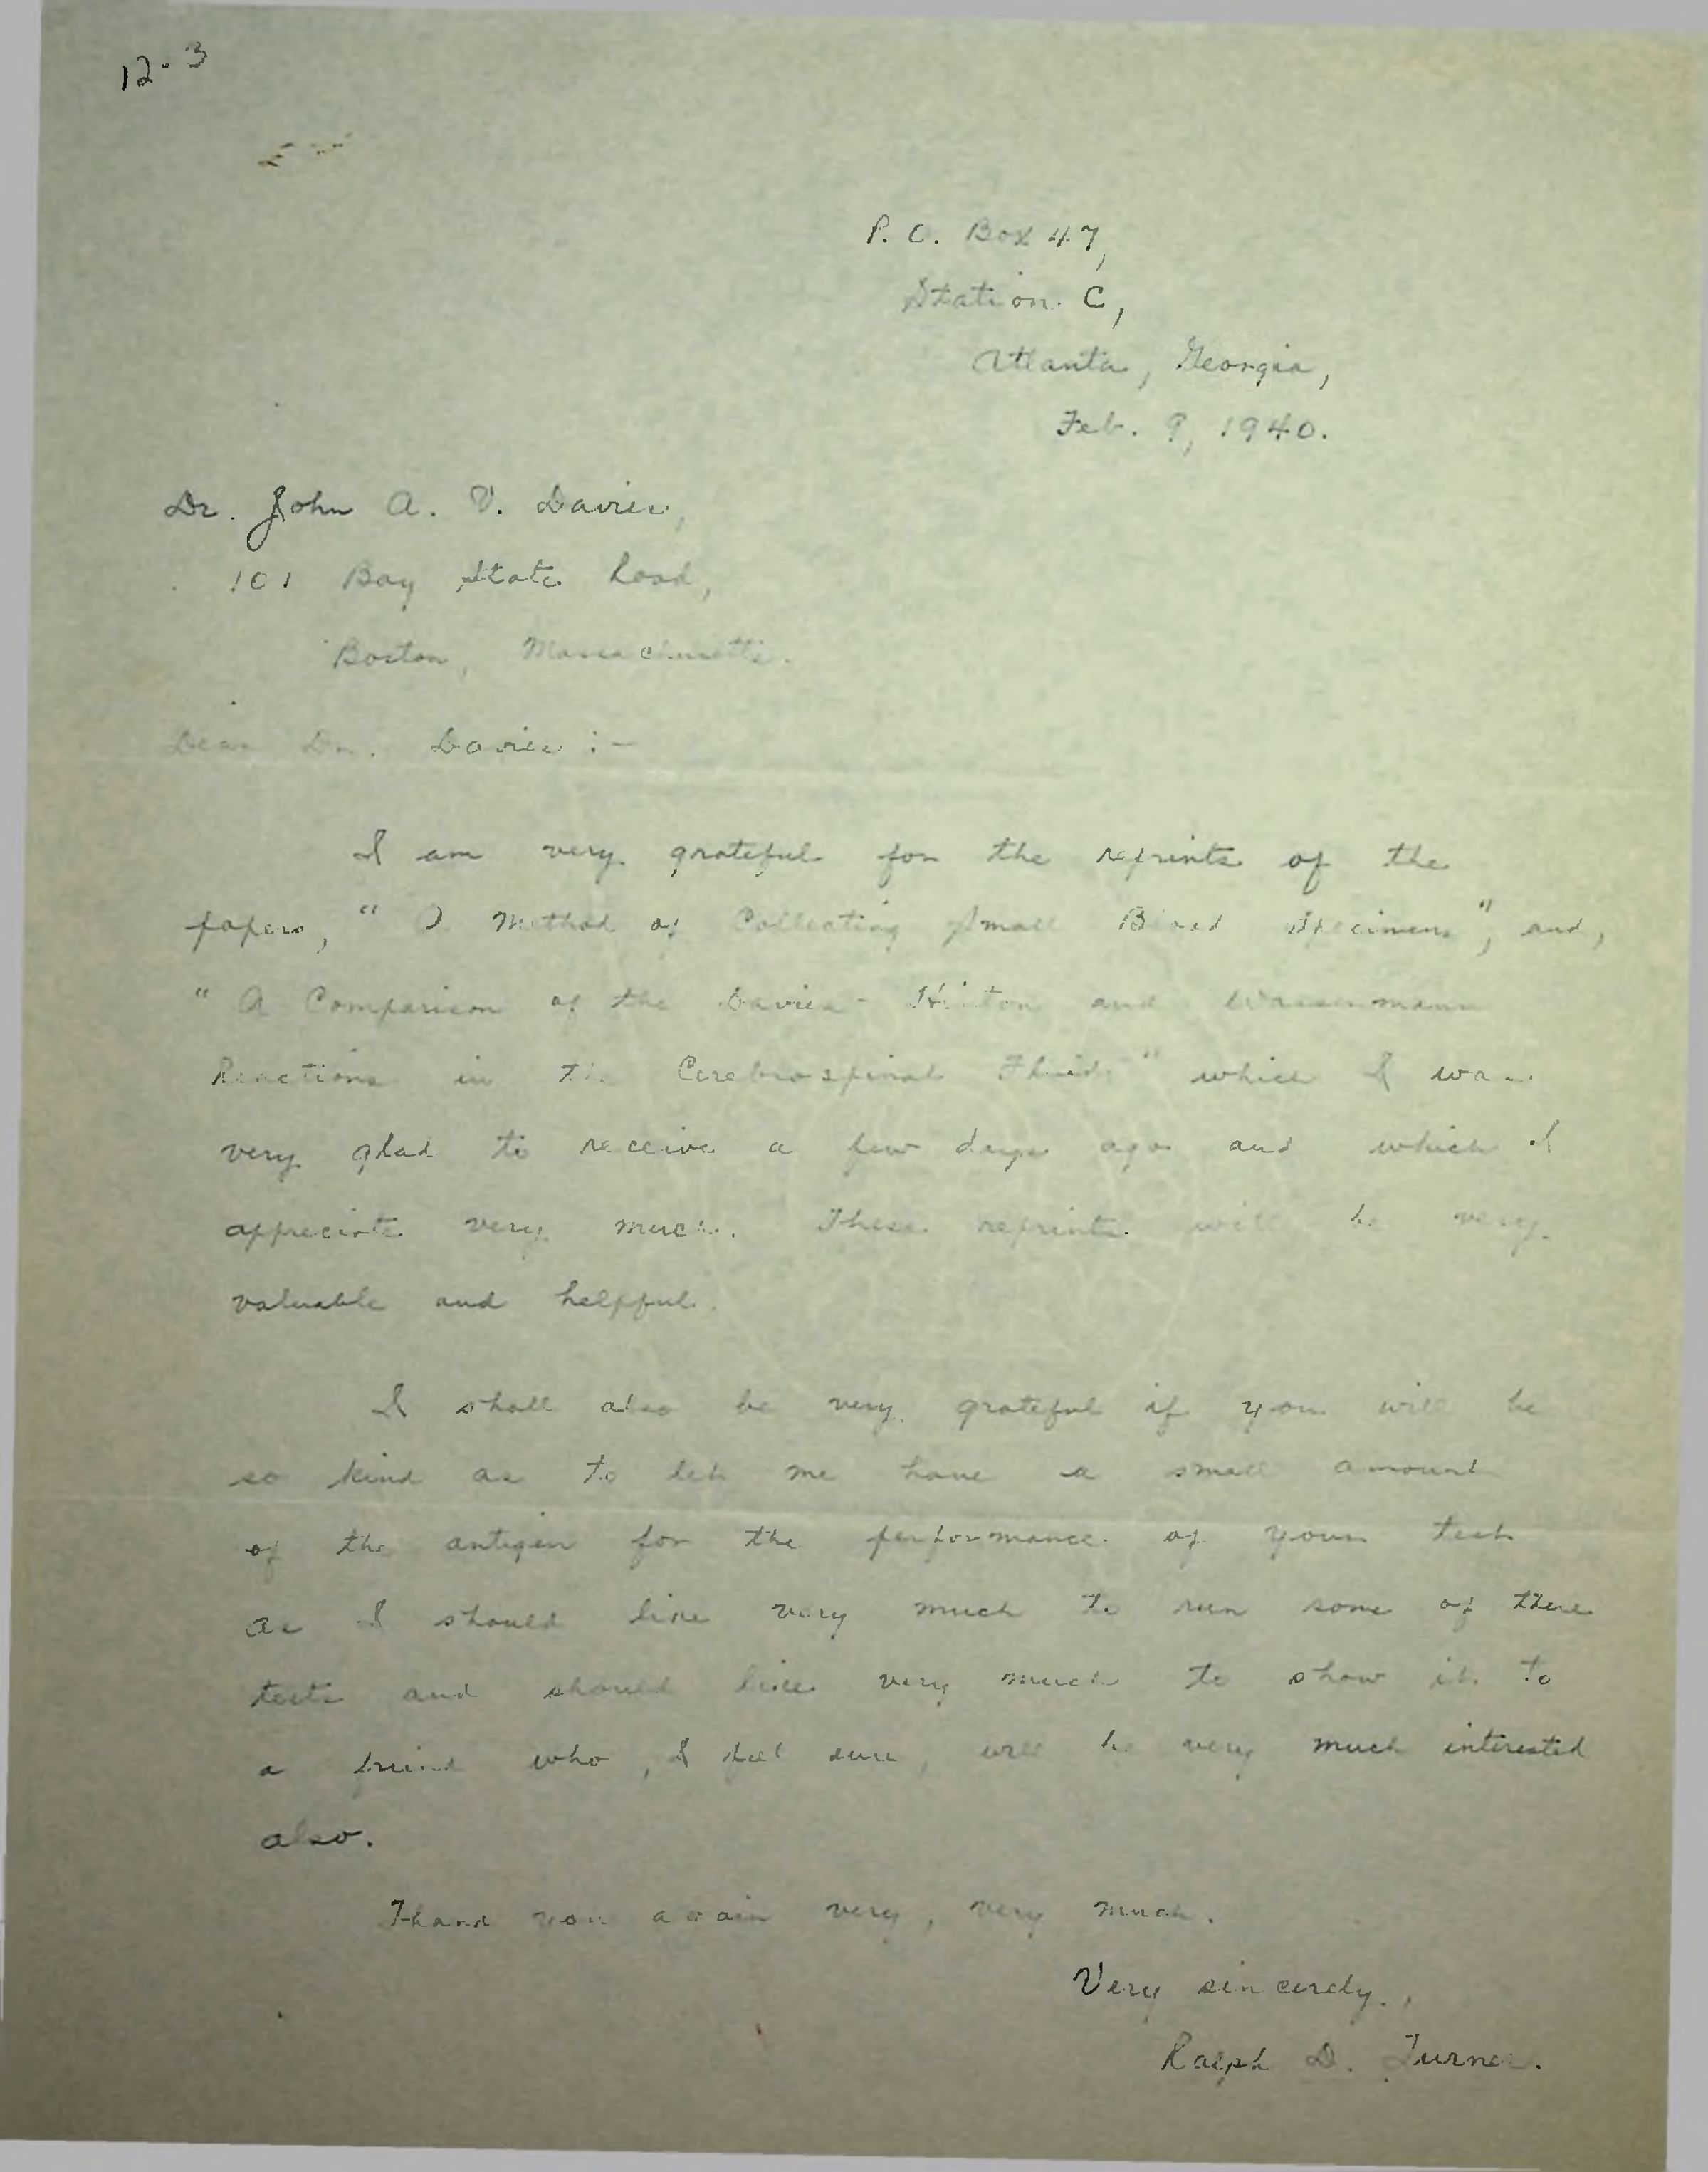 12-3
P. O. Box 47,
Station C,
Atlanta, Georgia,
Feb. 9, 1940.
Dr. John A. V. Davies,
101 Bay State Road,
Boston, Massachusetts.
Dear Dr. Davies :-
I am very grateful for the reprints of the
papers, " A Method of Collecting Small Blood Specimens", and,
" A Comparison of the Davies-Hinton and Wassermann
Reactions in the Cerebrospinal Fluid" which I was
very glad to receive a few days ago and which I
appreciate very much. These reprints will be very
valuable and helpful.
I shall also be very grateful if you will be
so kind as to let me have a small amount
of the antigen for the performance of your test
as I should like very much to run some of these
tests and should like very much to show it to
a friend who, I feel sure, will be very much interested
also.
Thank you again very, very much.
Very sincerely,
Ralph D. Turner.